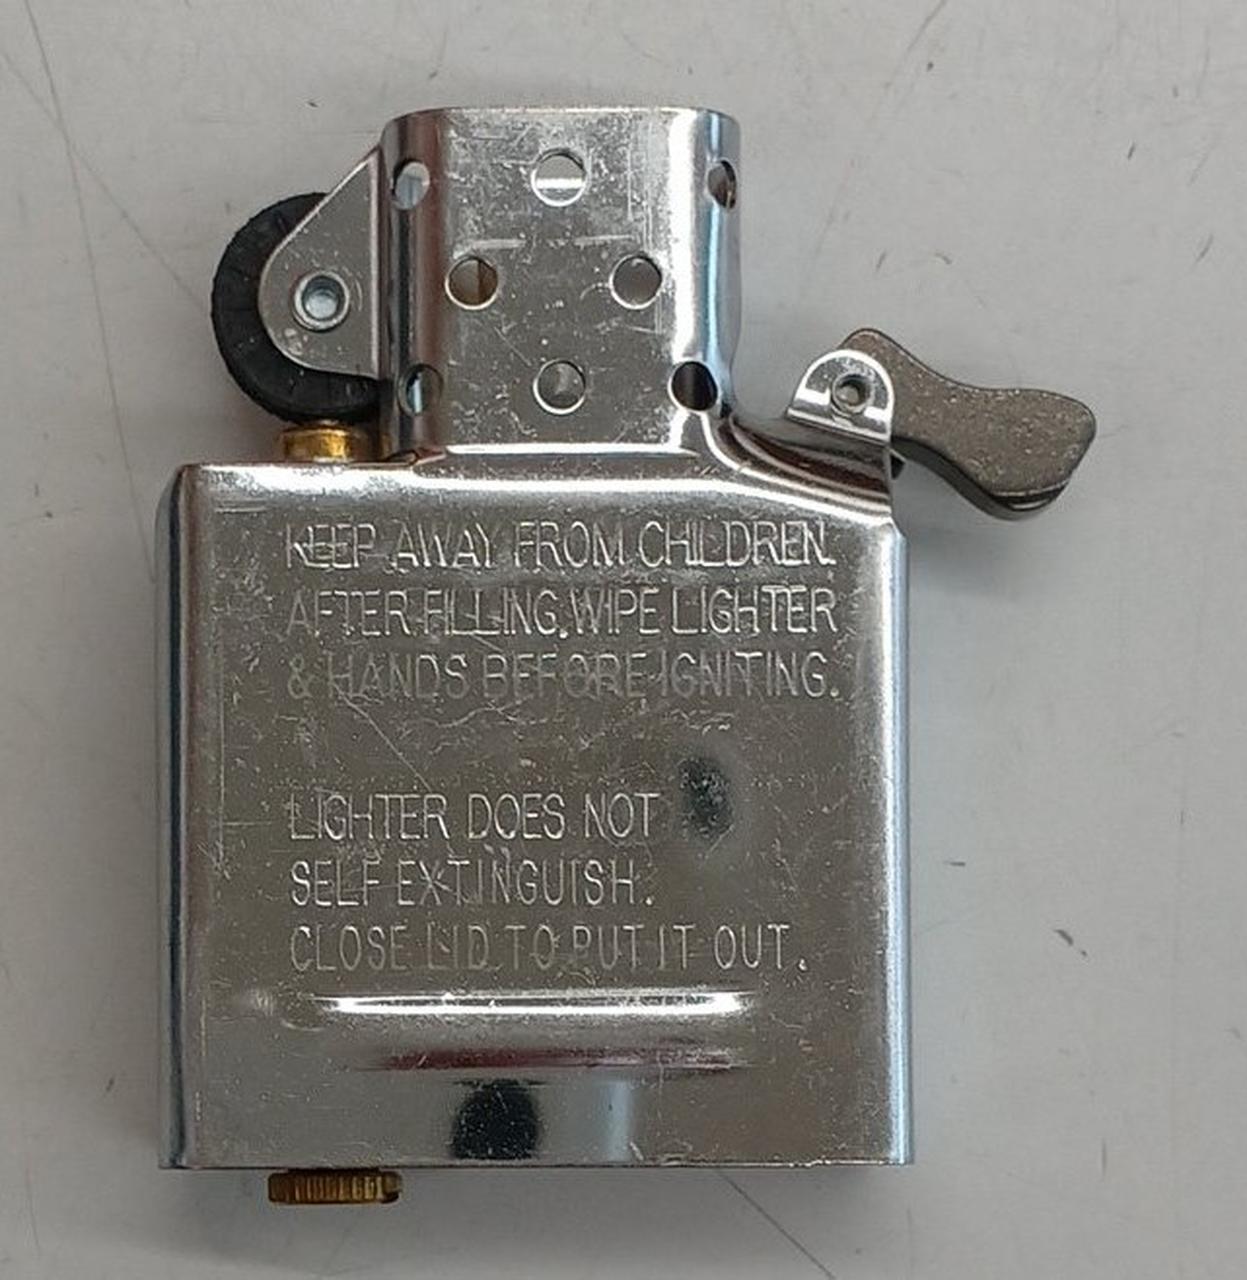 KEEP AWAY FROM CHILDREN.
AFTER FILLING, WIPE LIGHTER
& HANDS BEFORE IGNITING.
LIGHTER DOES NOT
SELF EXTINGUISH.
CLOSE LID TO PUT IT OUT.